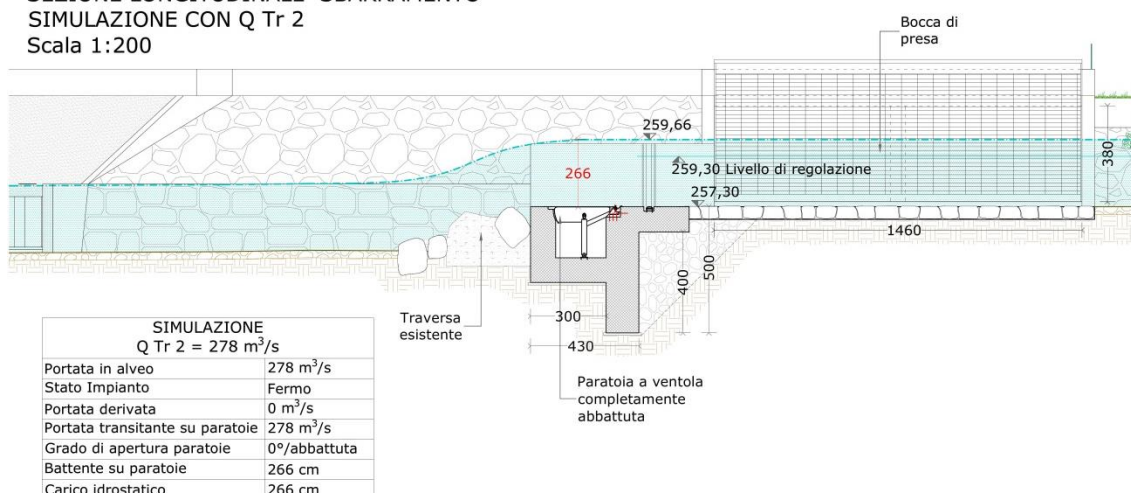 SEZIONE LONGITUDINALE SBARRAMENTO
SIMULAZIONE CON Q Tr 2
Scala 1:200
Bocca di
presa
259,66
266
259,30 Livello di regolazione
257,30
380
1460
400
500
300
430
Traversa
esistente
Paratoia a ventola
completamente
abbattuta
SIMULAZIONE
Q Tr 2 = 278 m³/s
Portata in alveo 278 m³/s
Stato Impianto Fermo
Portata derivata 0 m³/s
Portata transitante su paratoie 278 m³/s
Grado di apertura paratoie 0°/abbattuta
Battente su paratoie 266 cm
Carico idrostatico 266 cm